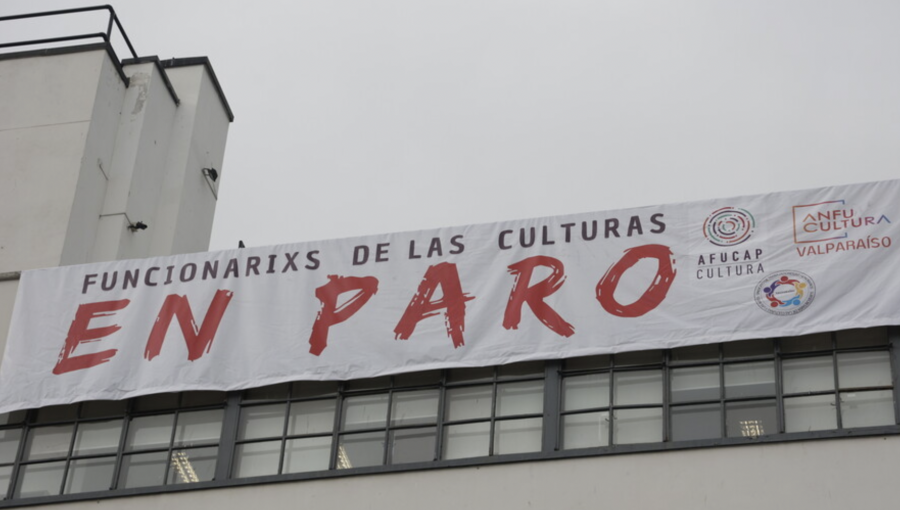 FUNCIONARIXS DE LAS CULTURAS
EN PARO
AFUCAP
CULTURA
ANFU
CULTURA
VALPARAÍSO